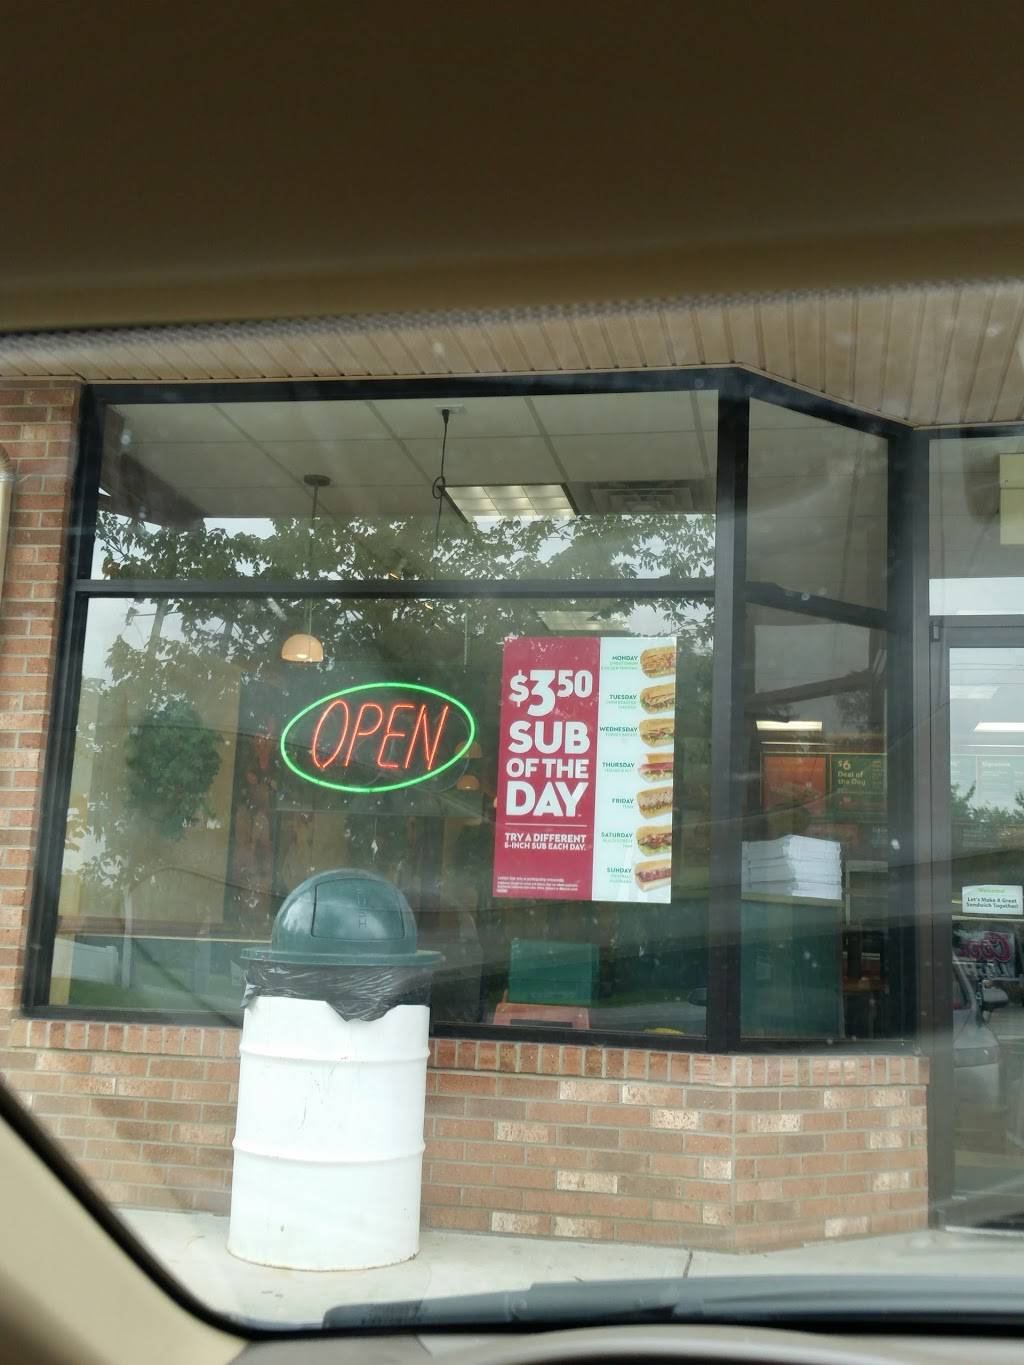 OPEN
$3.50
SUB
OF THE
DAY
TRY A DIFFERENT
6-INCH SUB EACH DAY.
MONDAY
TUESDAY
WEDNESDAY
THURSDAY
FRIDAY
TUNA
SATURDAY
SUNDAY
$6
Deal of
the Day
Welcome!
Let's Make A Great
Sandwich Together!